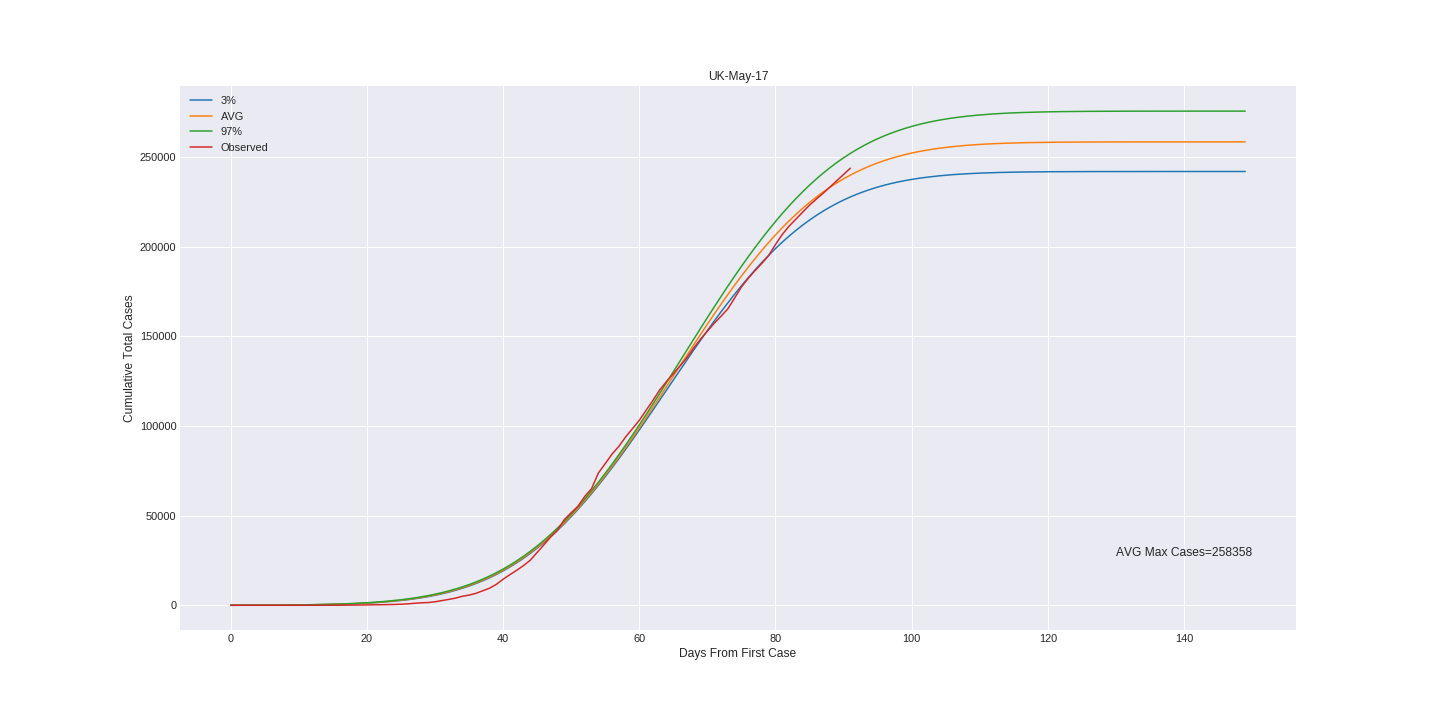 UK-May-17
3%
AVG
97%
Observed
250000
200000
150000
100000
50000
0
Cumulative Total Cases
AVG Max Cases=258358
0 20 40 60 80 100 120 140
Days From First Case